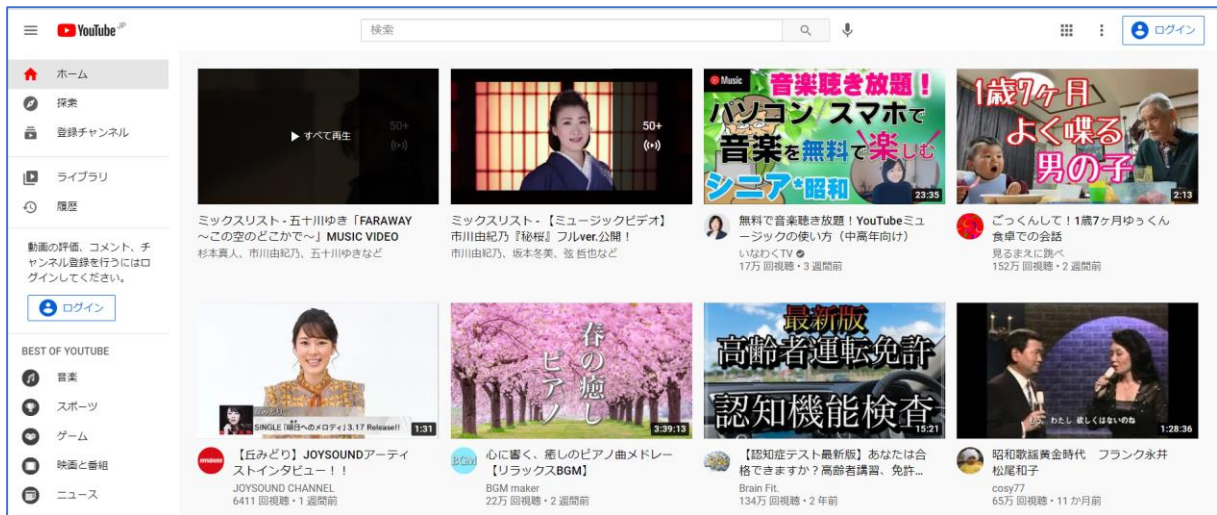 YouTube JP
検索
ログイン
ホーム
探索
登録チャンネル
ライブラリ
履歴
動画の評価、コメント、チ
ャンネル登録を行うにはロ
グインしてください。
ログイン
BEST OF YOUTUBE
音楽
スポーツ
ゲーム
映画と番組
ニュース
すべて再生
50+
ミックスリスト - 五十川ゆき「FARAWAY
～この空のどこかで～」MUSIC VIDEO
杉本真人、市川由紀乃、五十川ゆきなど
50+
ミックスリスト - 【ミュージックビデオ】
市川由紀乃『秘桜』フルver.公開！
市川由紀乃、坂本冬美、弦 哲也など
Music
音楽聴き放題！
パソコン/スマホで
音楽を無料で楽しむ
シニア*昭和
23:35
無料で音楽聴き放題！YouTubeミュ
ージックの使い方（中高年向け）
いなわくTV
17万 回視聴・3 週間前
1歳7ヶ月
よく喋る
男の子
2:13
ごっくんして！1歳7ヶ月ゆぅくん
食卓での会話
見るまえに跳べ
152万 回視聴・2 週間前
丘みどり
SINGLE「明日へのメロディ」3.17 Release!!
1:31
【丘みどり】JOYSOUNDアーティ
ストインタビュー！！
JOYSOUND CHANNEL
6411 回視聴・1 週間前
春の癒し
ピアノ
3:39:13
BGM
心に響く、癒しのピアノ曲メドレー
【リラックスBGM】
BGM maker
22万 回視聴・2 週間前
最新版
高齢者運転免許
認知機能検査
15:21
【認知症テスト最新版】あなたは合
格できますか？高齢者講習、免許...
Brain Fit.
134万 回視聴・2 年前
もう わたし 欲しくはないのね
1:28:36
昭和歌謡黄金時代　フランク永井
松尾和子
cosy77
65万 回視聴・11 か月前